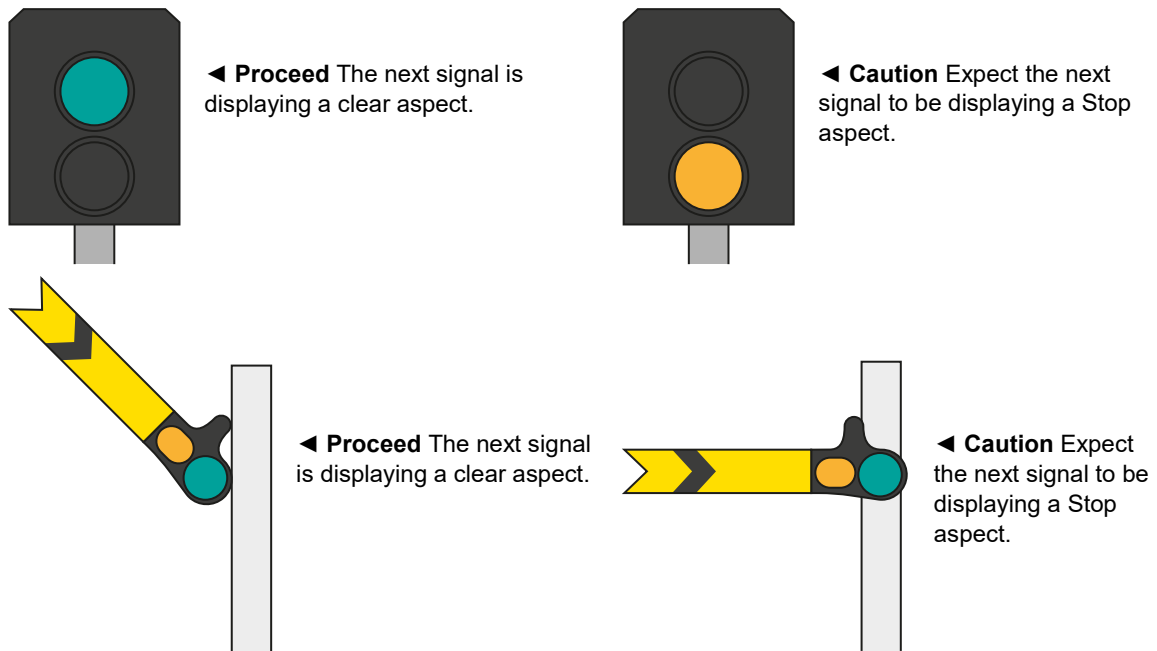 ◄ Proceed The next signal is
displaying a clear aspect.
◄ Caution Expect the next
signal to be displaying a Stop
aspect.
◄ Proceed The next signal
is displaying a clear aspect.
◄ Caution Expect
the next signal to be
displaying a Stop
aspect.